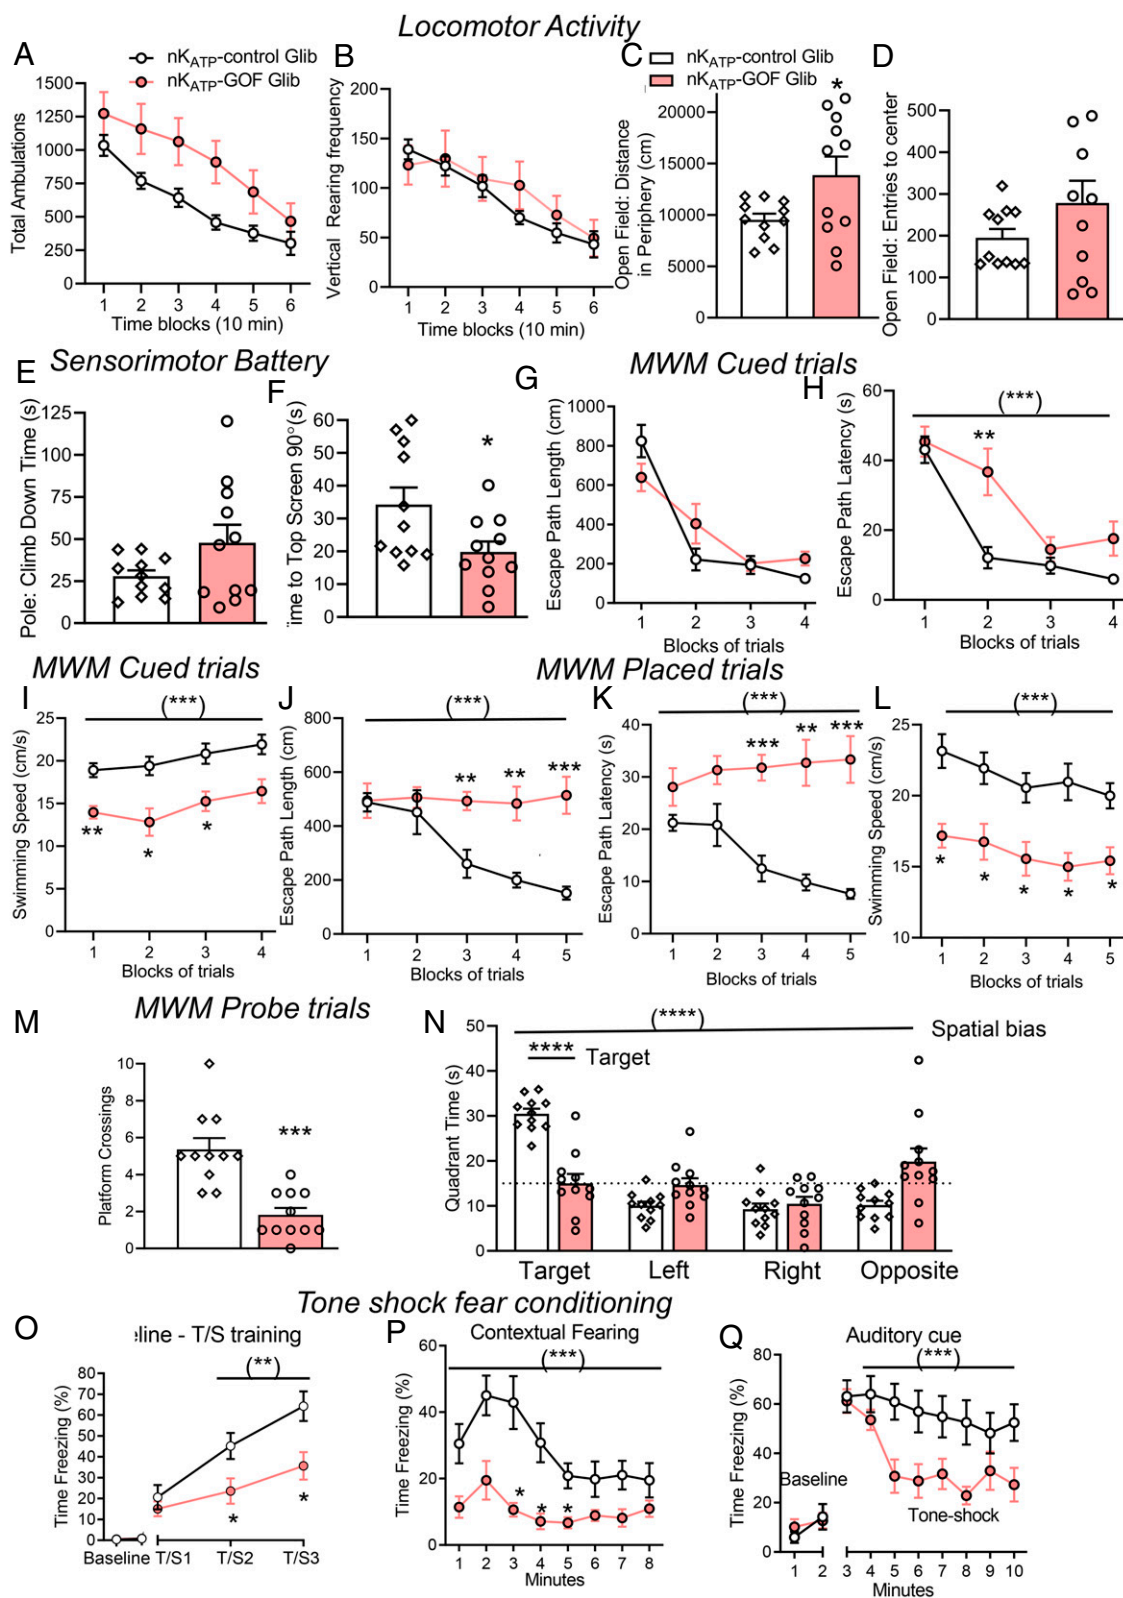 Locomotor Activity
A
nKATP-control Glib
nKATP-GOF Glib
Total Ambulations
1500
1250
1000
750
500
250
0
1 2 3 4 5 6
Time blocks (10 min)
B
Vertical Rearing frequency
200
150
100
50
0
1 2 3 4 5 6
Time blocks (10 min)
C
nKATP-control Glib
nKATP-GOF Glib
Open Field: Distance
in Periphery (cm)
20000
15000
10000
5000
0
*
D
Open Field: Entries to center
500
400
300
200
100
0
Sensorimotor Battery
E
Pole: Climb Down Time (s)
125
100
75
50
25
0
F
ime to Top Screen 90°(s)
60
50
40
30
20
10
0
*
MWM Cued trials
G
Escape Path Length (cm)
1000
800
600
400
200
0
1 2 3 4
Blocks of trials
H
Escape Path Latency (s)
60
40
20
0
(***)
**
1 2 3 4
Blocks of trials
MWM Cued trials
I
Swimming Speed (cm/s)
25
20
15
10
5
0
(***)
**
*
*
1 2 3 4
Blocks of trials
MWM Placed trials
J
Escape Path Length (cm)
800
600
400
200
0
(***)
** ** ***
1 2 3 4 5
Blocks of trials
K
Escape Path Latency (s)
40
30
20
10
0
(***)
*** ** ***
1 2 3 4 5
Blocks of trials
L
Swimming Speed (cm/s)
25
20
15
10
(***)
* * * * *
1 2 3 4 5
Blocks of trials
MWM Probe trials
M
Platform Crossings
10
8
6
4
2
0
***
N
Quadrant Time (s)
50
40
30
20
10
0
(****)
Spatial bias
****
Target
Target Left Right Opposite
Tone shock fear conditioning
O
line - T/S training
Time Freezing (%)
80
70
60
50
40
30
20
10
0
(**)
*
*
Baseline T/S1 T/S2 T/S3
P
Contextual Fearing
Time Freezing (%)
60
40
20
0
(***)
* * *
1 2 3 4 5 6 7 8
Minutes
Q
Auditory cue
Time Freezing (%)
80
60
40
20
0
(***)
Baseline
Tone-shock
1 2 3 4 5 6 7 8 9 10
Minutes